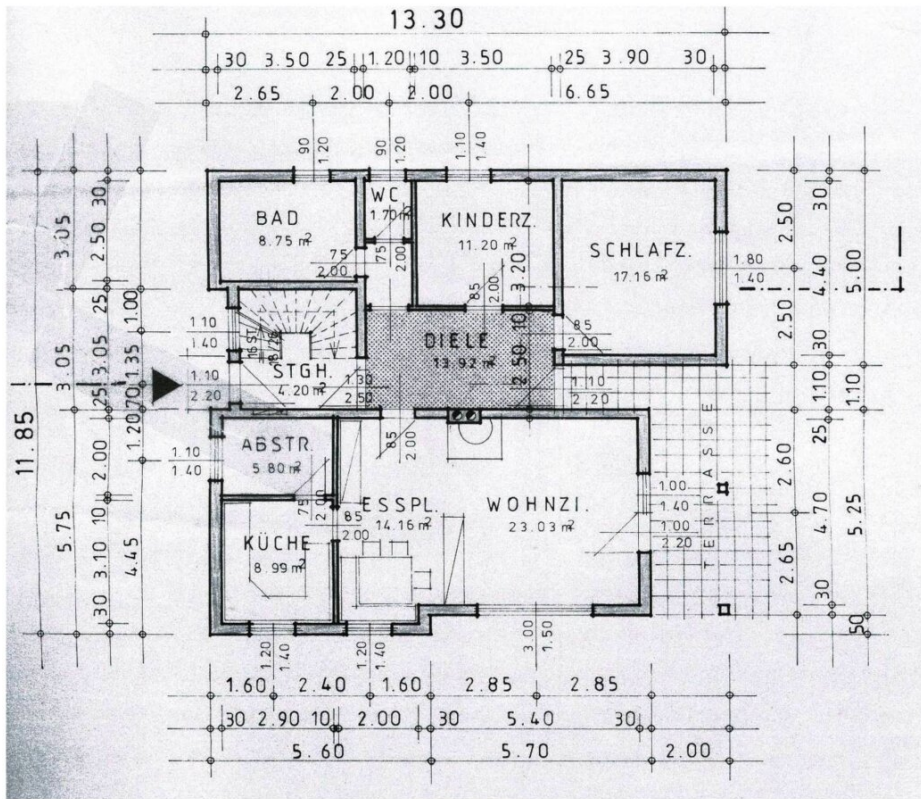 13.30
30 3.50 25 1.20 10 3.50 25 3.90 30
2.65 2.00 2.00 6.65
90 1.20 90 1.20 1.10 1.40
BAD
8.75 m²
WC
1.70 m²
KINDERZ.
11.20 m²
SCHLAFZ.
17.16 m²
75 2.00
75 2.00
85 2.00
3.20
10
2.50
85 2.00
1.80
1.40
DIELE
13.92 m²
STGH.
4.20 m²
1.10
1.40
1.10
2.20
1.30
2.50
1.10
2.20
85 2.00
ABSTR.
5.80 m²
1.10
1.40
75 2.00
85
2.00
ESSPL.
14.16 m²
WOHNZI.
23.03 m²
KÜCHE
8.99 m²
1.00
1.40
1.00
2.20
TERRASSE
1.20 1.40
1.20 1.40
3.00 1.50
11.85
3.05 3.05 5.75
30 2.50 25 3.05 25 2.00 10 3.10 30
1.00 1.35 70 1.20 4.45
2.50 2.50 2.60 2.65
30 4.40 30 1.10 25 4.70 30
5.00 1.10 5.25 50
1.60 2.40 1.60 2.85 2.85
30 2.90 10 2.00 30 5.40 30
5.60 5.70 2.00